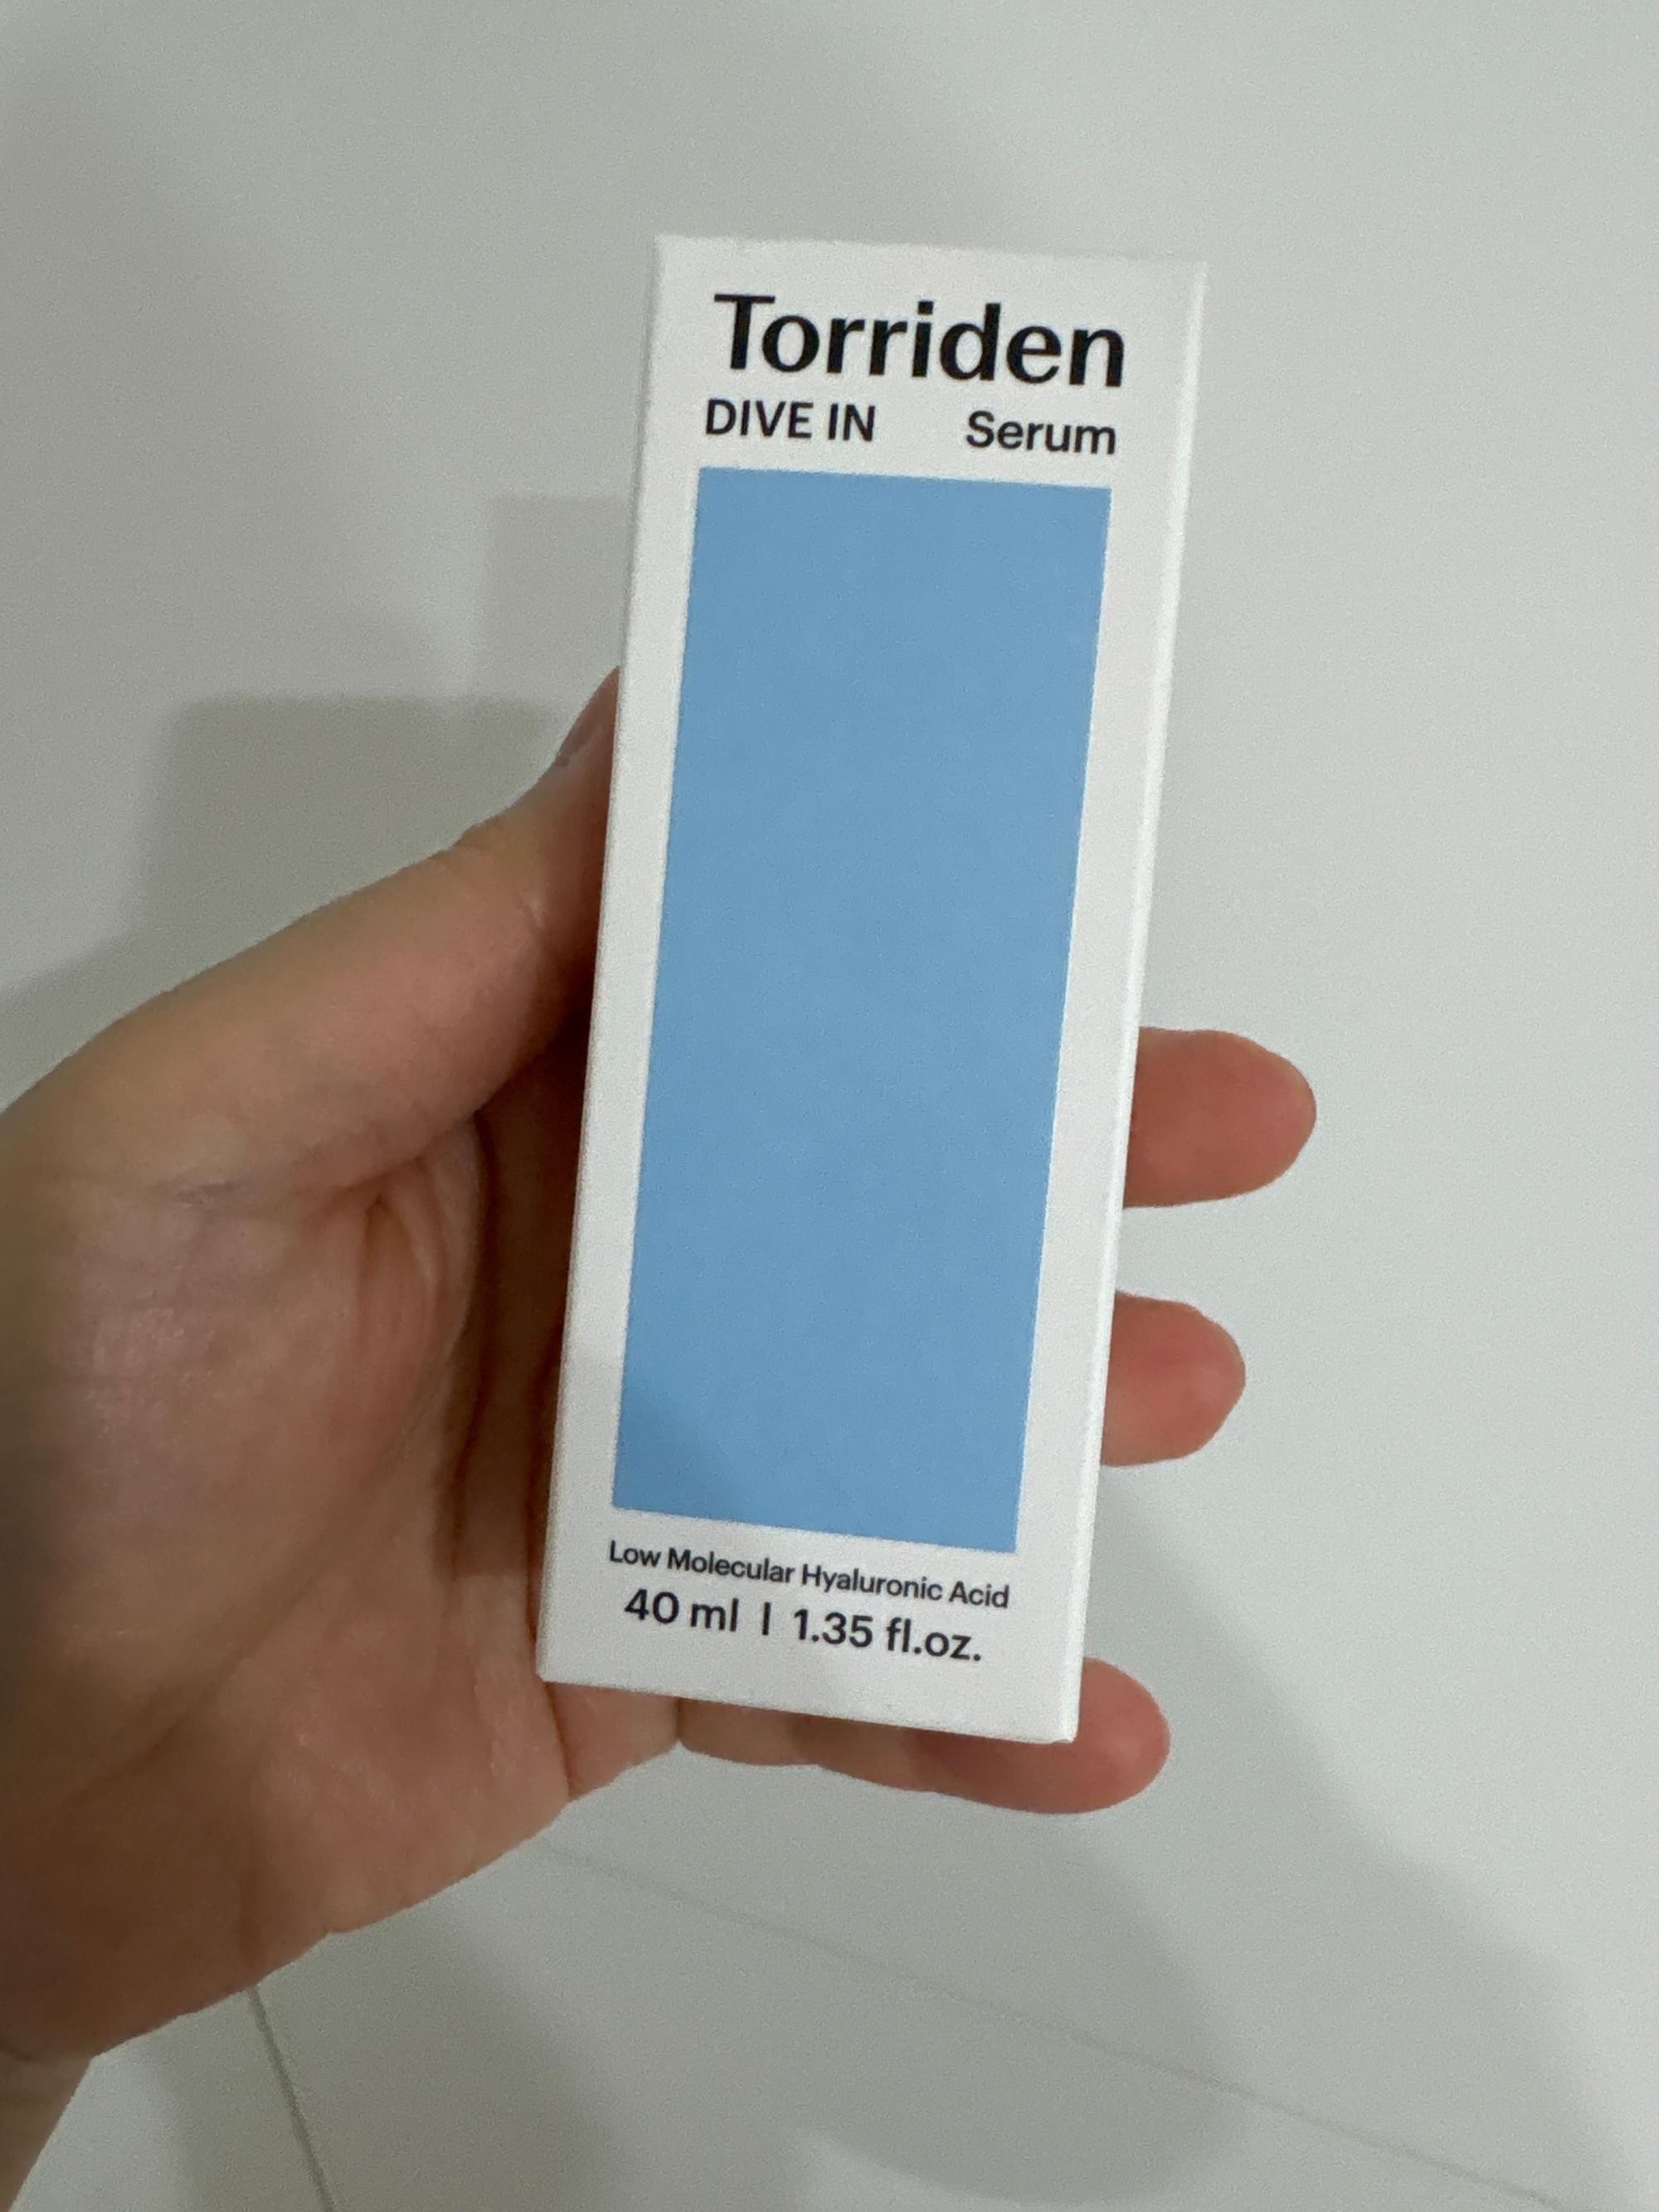 Torriden
DIVE IN Serum
Low Molecular Hyaluronic Acid
40 ml | 1.35 fl.oz.